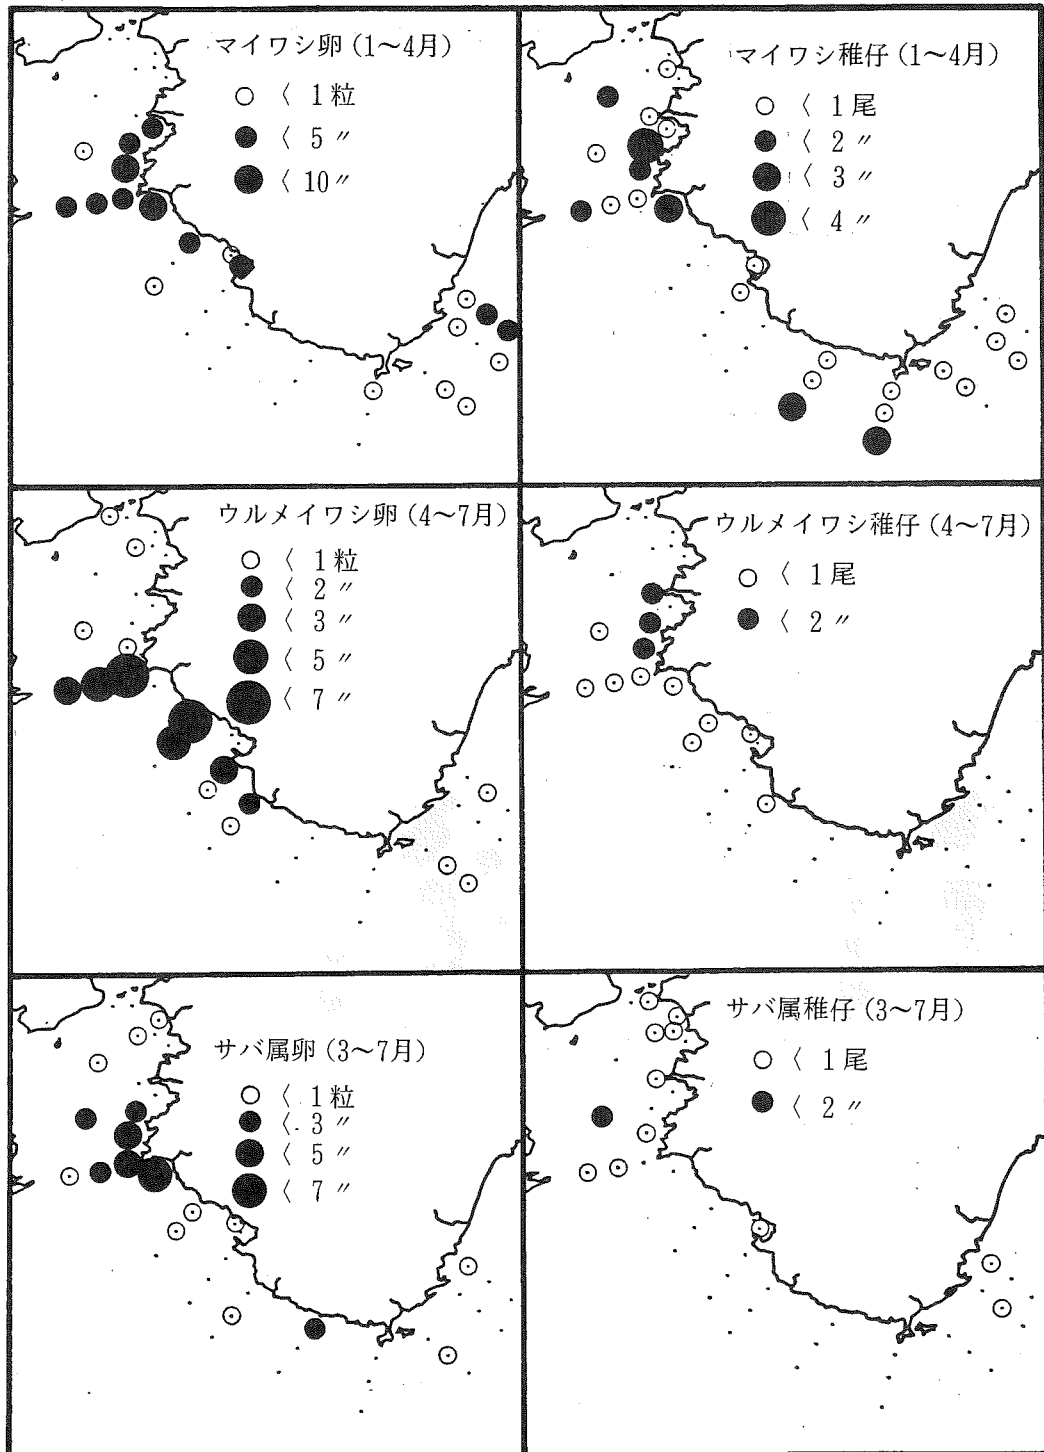 マイワシ卵 (1〜4月)
〈 1 粒
〈 5 〃
〈 10 〃
マイワシ稚仔 (1〜4月)
〈 1 尾
〈 2 〃
〈 3 〃
〈 4 〃
ウルメイワシ卵 (4〜7月)
〈 1 粒
〈 2 〃
〈 3 〃
〈 5 〃
〈 7 〃
ウルメイワシ稚仔 (4〜7月)
〈 1 尾
〈 2 〃
サバ属卵 (3〜7月)
〈 1 粒
〈 3 〃
〈 5 〃
〈 7 〃
サバ属稚仔 (3〜7月)
〈 1 尾
〈 2 〃